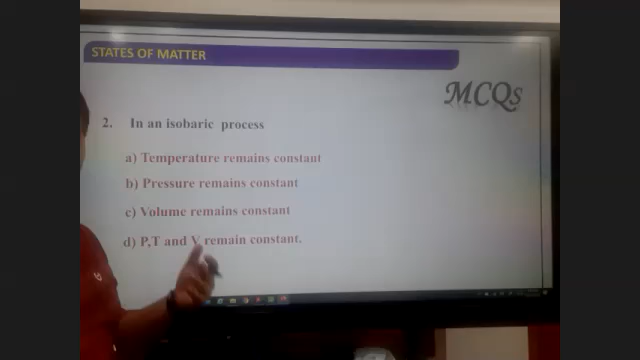 STATES OF MATTER
MCQs
2. In an isobaric process
a) Temperature remains constant
b) Pressure remains constant
c) Volume remains constant
d) P,T and V remain constant.